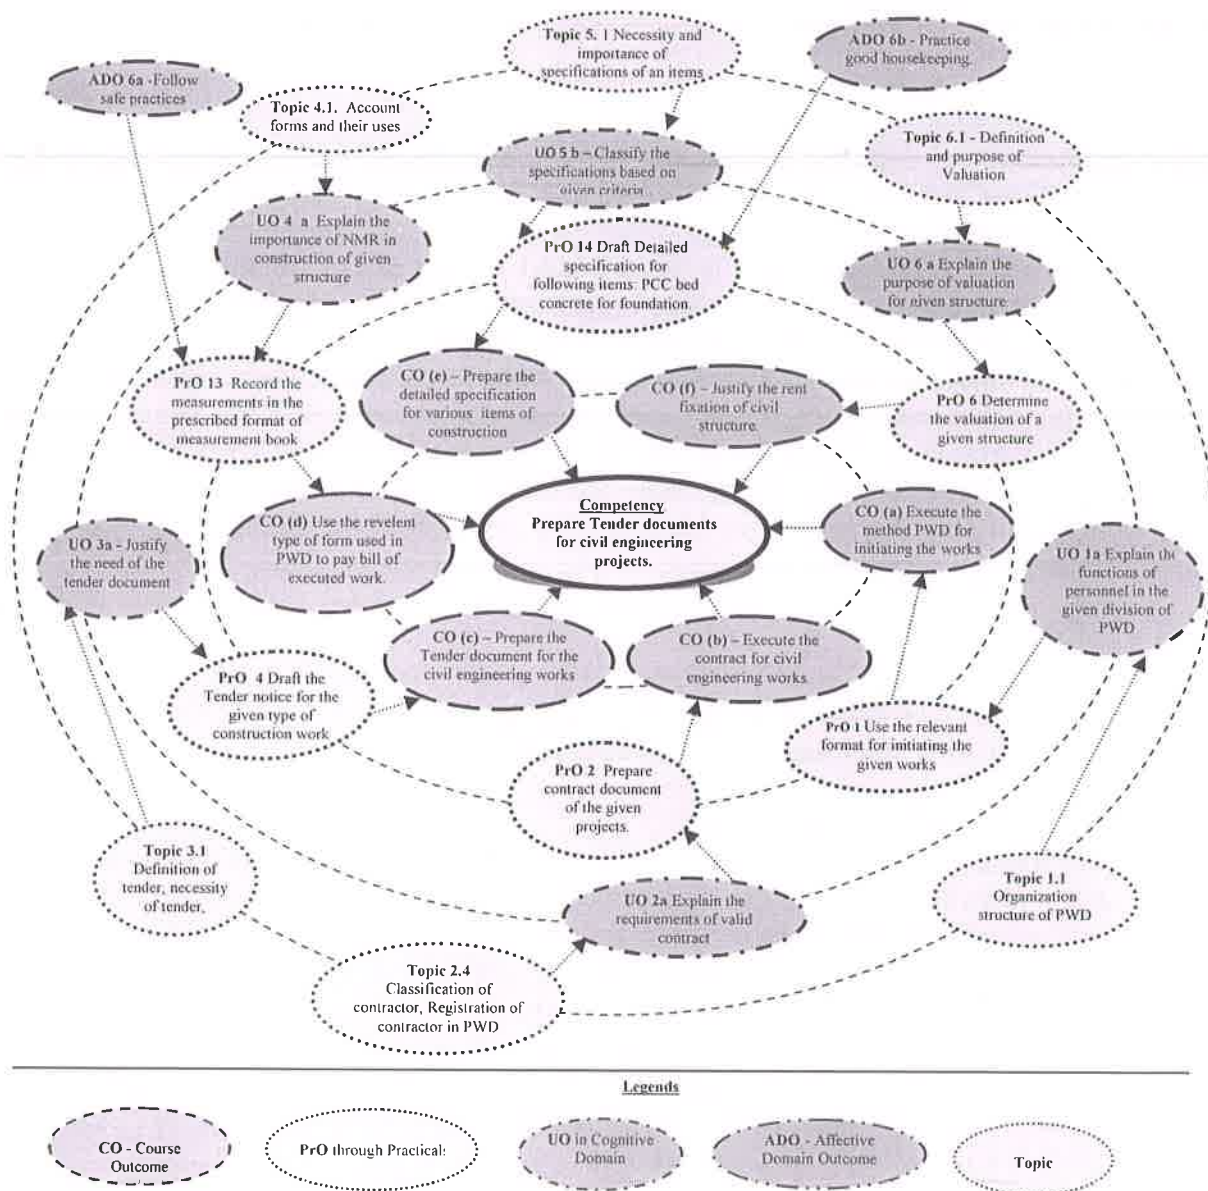 Topic 5. 1 Necessity and
importance of
specifications of an items
ADO 6b - Practice
good housekeeping.
ADO 6a -Follow
safe practices
Topic 4.1. Account
forms and their uses
Topic 6.1 - Definition
and purpose of
Valuation
UO 5 b – Classify the
specifications based on
given criteria
UO 4 a Explain the
importance of NMR in
construction of given
structure
PrO 14 Draft Detailed
specification for
following items: PCC bed
concrete for foundation.
UO 6 a Explain the
purpose of valuation
for given structure.
PrO 13 Record the
measurements in the
prescribed format of
measurement book
CO (e) – Prepare the
detailed specification
for various items of
construction
CO (f) – Justify the rent
fixation of civil
structure.
PrO 6 Determine
the valuation of a
given structure
Competency
Prepare Tender documents
for civil engineering
projects.
CO (d) Use the revelent
type of form used in
PWD to pay bill of
executed work.
CO (a) Execute the
method PWD for
initiating the works
UO 3a - Justify
the need of the
tender document
UO 1a Explain the
functions of
personnel in the
given division of
PWD
CO (c) – Prepare the
Tender document for the
civil engineering works
CO (b) – Execute the
contract for civil
engineering works
PrO 4 Draft the
Tender notice for the
given type of
construction work
PrO 1 Use the relevant
format for initiating the
given works
PrO 2 Prepare
contract document
of the given
projects.
Topic 3.1
Definition of
tender, necessity
of tender,
Topic 1.1
Organization
structure of PWD
UO 2a Explain the
requirements of valid
contract
Topic 2.4
Classification of
contractor, Registration of
contractor in PWD
Legends
CO - Course
Outcome
PrO through Practical:
UO in Cognitive
Domain
ADO - Affective
Domain Outcome
Topic